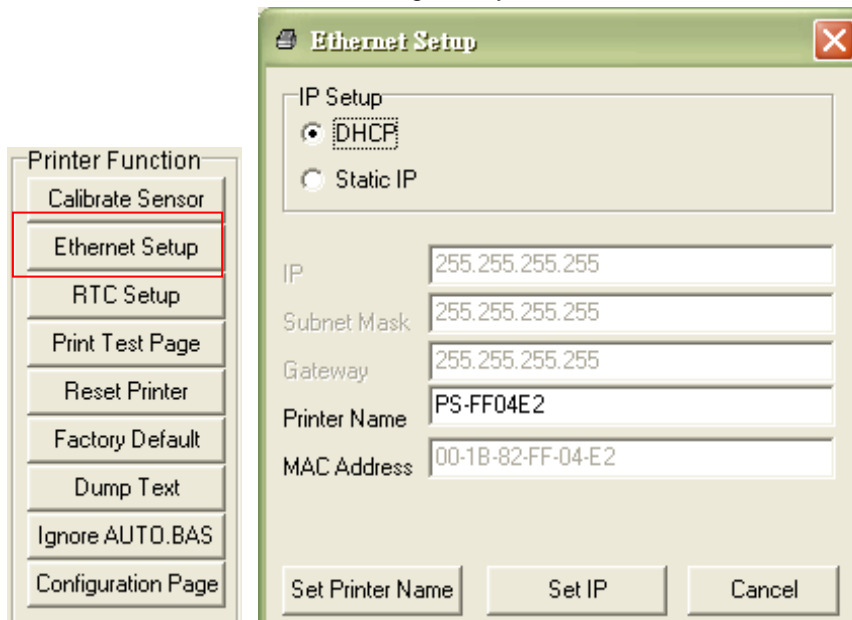 Printer Function
Calibrate Sensor
Ethernet Setup
RTC Setup
Print Test Page
Reset Printer
Factory Default
Dump Text
Ignore AUTO.BAS
Configuration Page
Ethernet Setup
IP Setup
DHCP
Static IP
IP 255.255.255.255
Subnet Mask 255.255.255.255
Gateway 255.255.255.255
Printer Name PS-FF04E2
MAC Address 00-1B-82-FF-04-E2
Set Printer Name Set IP Cancel